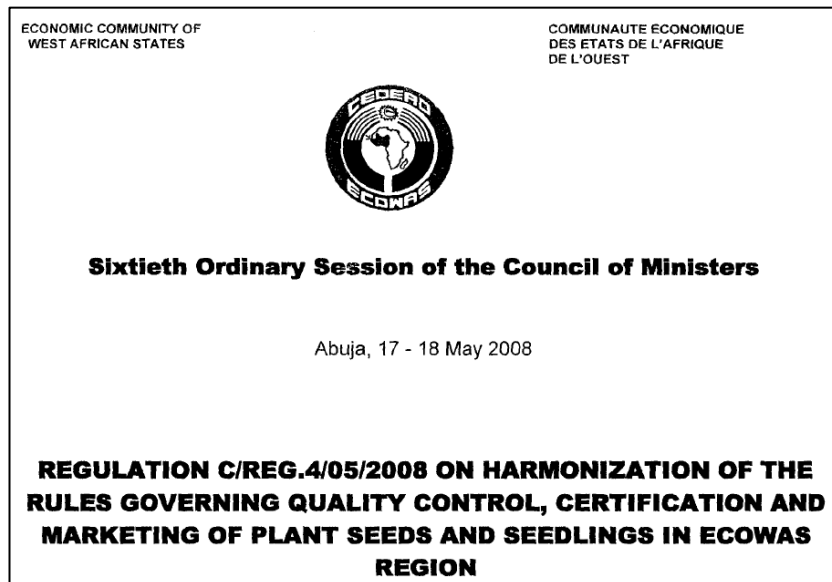 ECONOMIC COMMUNITY OF
WEST AFRICAN STATES
COMMUNAUTE ECONOMIQUE
DES ETATS DE L'AFRIQUE
DE L'OUEST
CEDEAO
ECOWAS
Sixtieth Ordinary Session of the Council of Ministers
Abuja, 17 - 18 May 2008
REGULATION C/REG.4/05/2008 ON HARMONIZATION OF THE
RULES GOVERNING QUALITY CONTROL, CERTIFICATION AND
MARKETING OF PLANT SEEDS AND SEEDLINGS IN ECOWAS
REGION